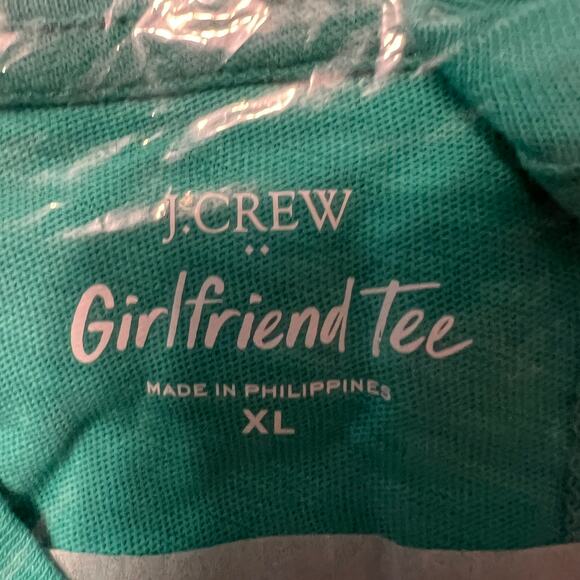 J.CREW
Girlfriend Tee
MADE IN PHILIPPINES
XL